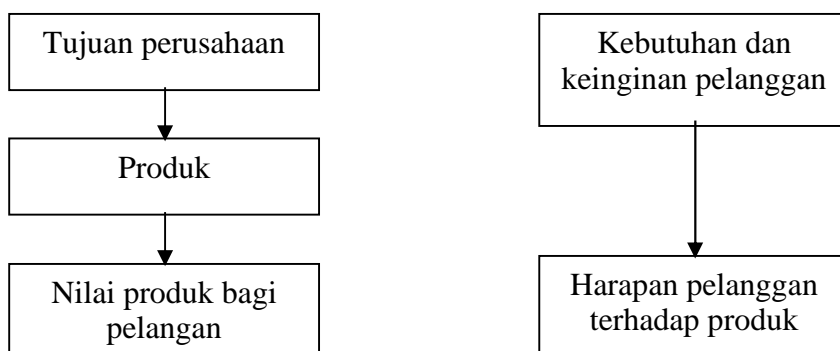 Tujuan perusahaan
Produk
Nilai produk bagi
pelangan
Kebutuhan dan
keinginan pelanggan
Harapan pelanggan
terhadap produk